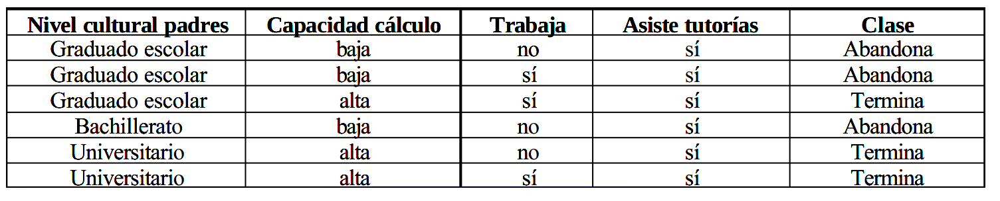 Nivel cultural padres Capacidad cálculo Trabaja Asiste tutorías Clase
Graduado escolar baja no sí Abandona
Graduado escolar baja sí sí Abandona
Graduado escolar alta sí sí Termina
Bachillerato baja no sí Abandona
Universitario alta no sí Termina
Universitario alta sí sí Termina